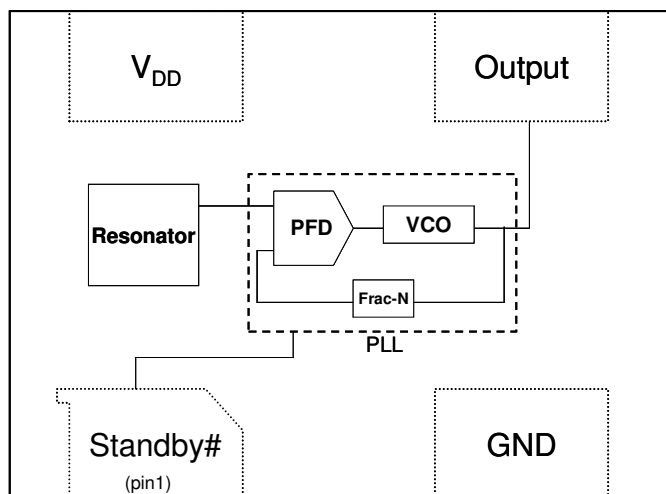 VDD
Output
Resonator
PFD
VCO
Frac-N
PLL
Standby#
(pin1)
GND